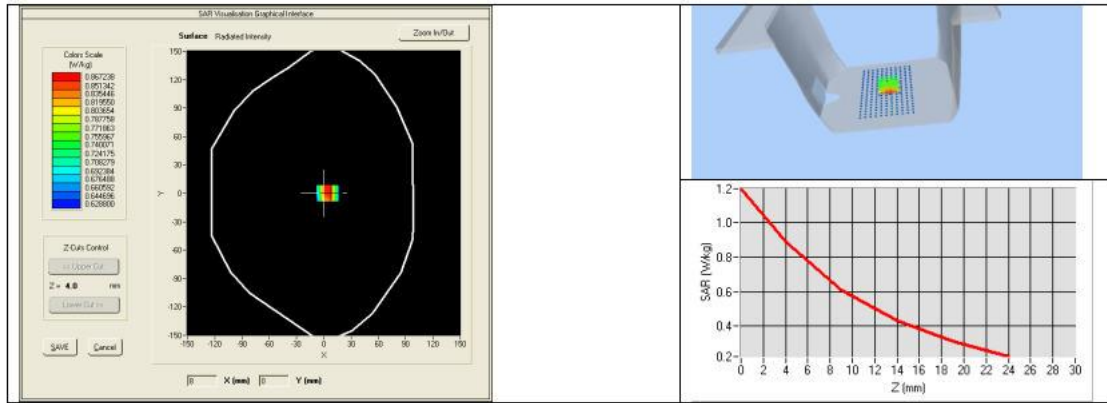 SAR Visualisation Graphical Interface
Surface Radiated Intensity
Zoom In/Out
Colors Scale
(W/kg)
0.867238
0.851342
0.835446
0.819550
0.803654
0.787758
0.771863
0.755967
0.740071
0.724175
0.708279
0.692384
0.676488
0.660592
0.644696
0.628800
Z-Cuts Control
<< Upper Cut
Z = 4.0 mm
Lower Cut >>
SAVE Cancel
150
120
90
60
30
0
-30
-60
-90
-120
-150
Y
-150 -120 -90 -60 -30 0 30 60 90 120 150
X
8 X (mm) 0 Y (mm)
1.2
1.0
0.8
0.6
0.4
0.2
SAR (W/kg)
0 2 4 6 8 10 12 14 16 18 20 22 24 26 28 30
Z (mm)